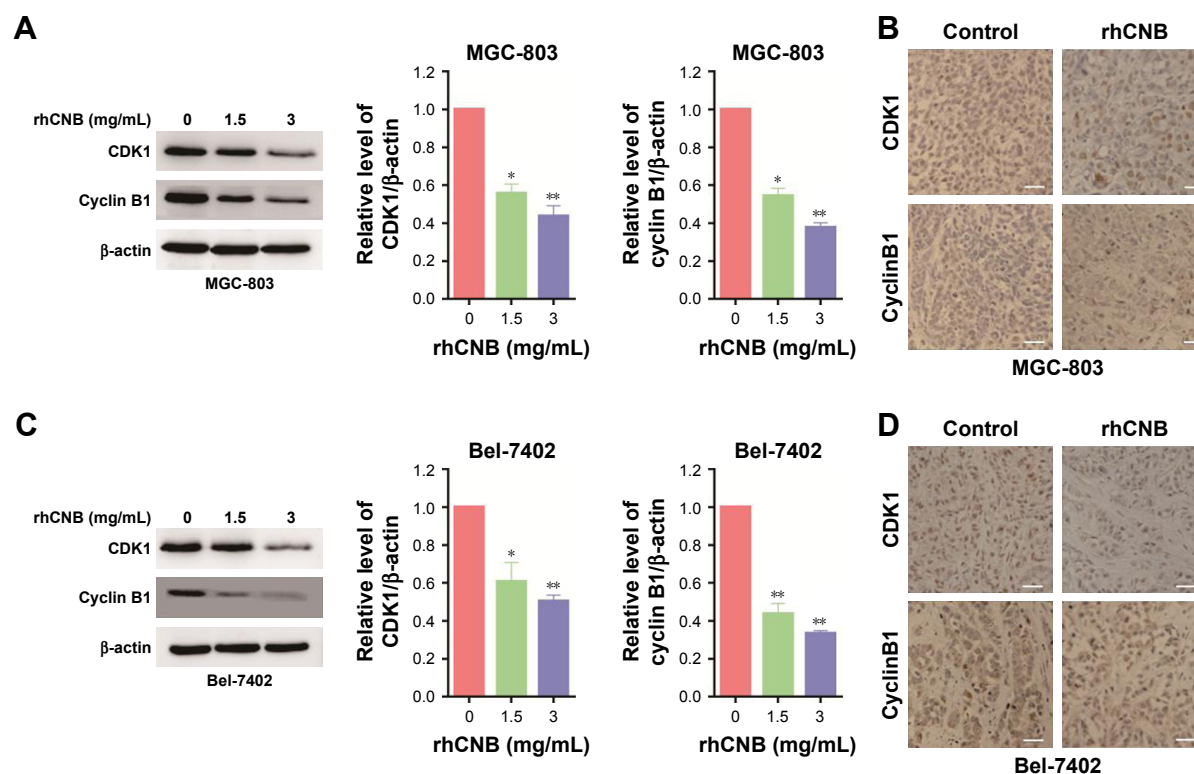 A
rhCNB (mg/mL) 0 1.5 3
CDK1
Cyclin B1
β-actin
MGC-803
MGC-803
Relative level of
CDK1/β-actin
1.2
1.0
0.8
0.6
0.4
0.2
0.0
*
**
0 1.5 3
rhCNB (mg/mL)
MGC-803
Relative level of
cyclin B1/β-actin
1.2
1.0
0.8
0.6
0.4
0.2
0.0
*
**
0 1.5 3
rhCNB (mg/mL)
B
Control rhCNB
CDK1
CyclinB1
MGC-803
C
rhCNB (mg/mL) 0 1.5 3
CDK1
Cyclin B1
β-actin
Bel-7402
Bel-7402
Relative level of
CDK1/β-actin
1.2
1.0
0.8
0.6
0.4
0.2
0.0
*
**
0 1.5 3
rhCNB (mg/mL)
Bel-7402
Relative level of
cyclin B1/β-actin
1.2
1.0
0.8
0.6
0.4
0.2
0.0
**
**
0 1.5 3
rhCNB (mg/mL)
D
Control rhCNB
CDK1
CyclinB1
Bel-7402